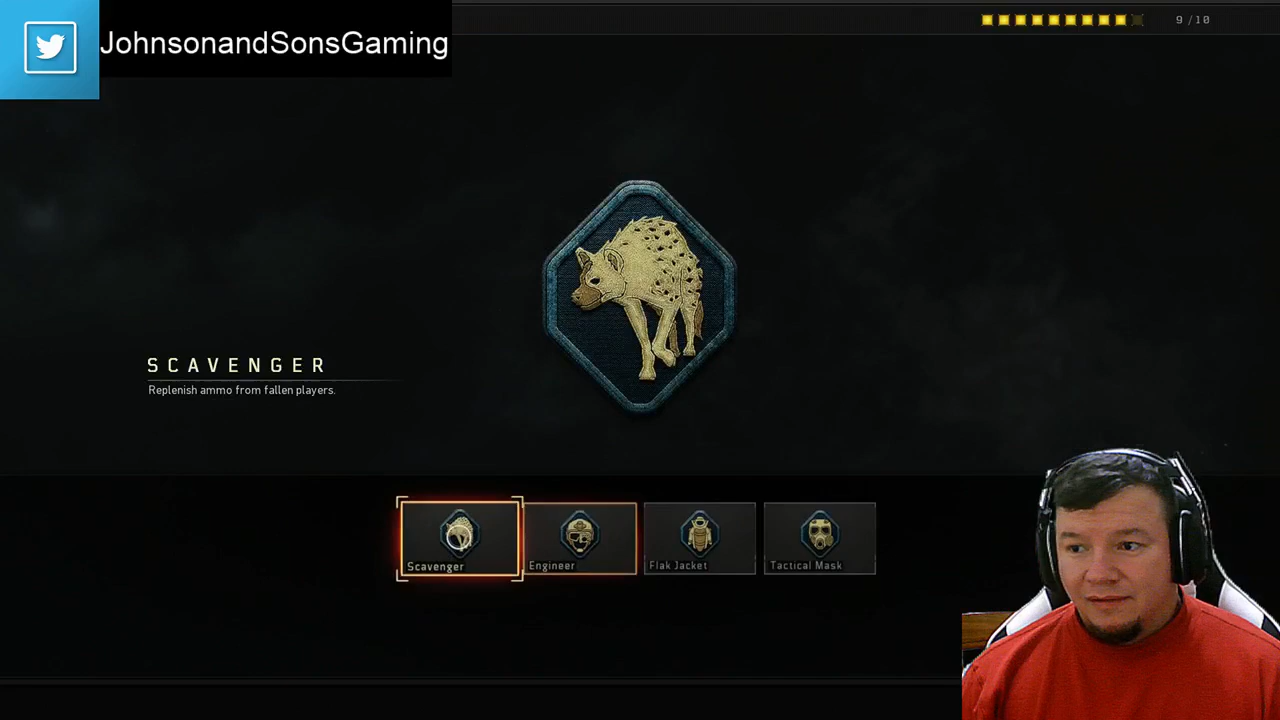 JohnsonandSonsGaming
9/10
SCAVENGER
Replenish ammo from fallen players.
Scavenger
Engineer
Flak Jacket
Tactical Mask